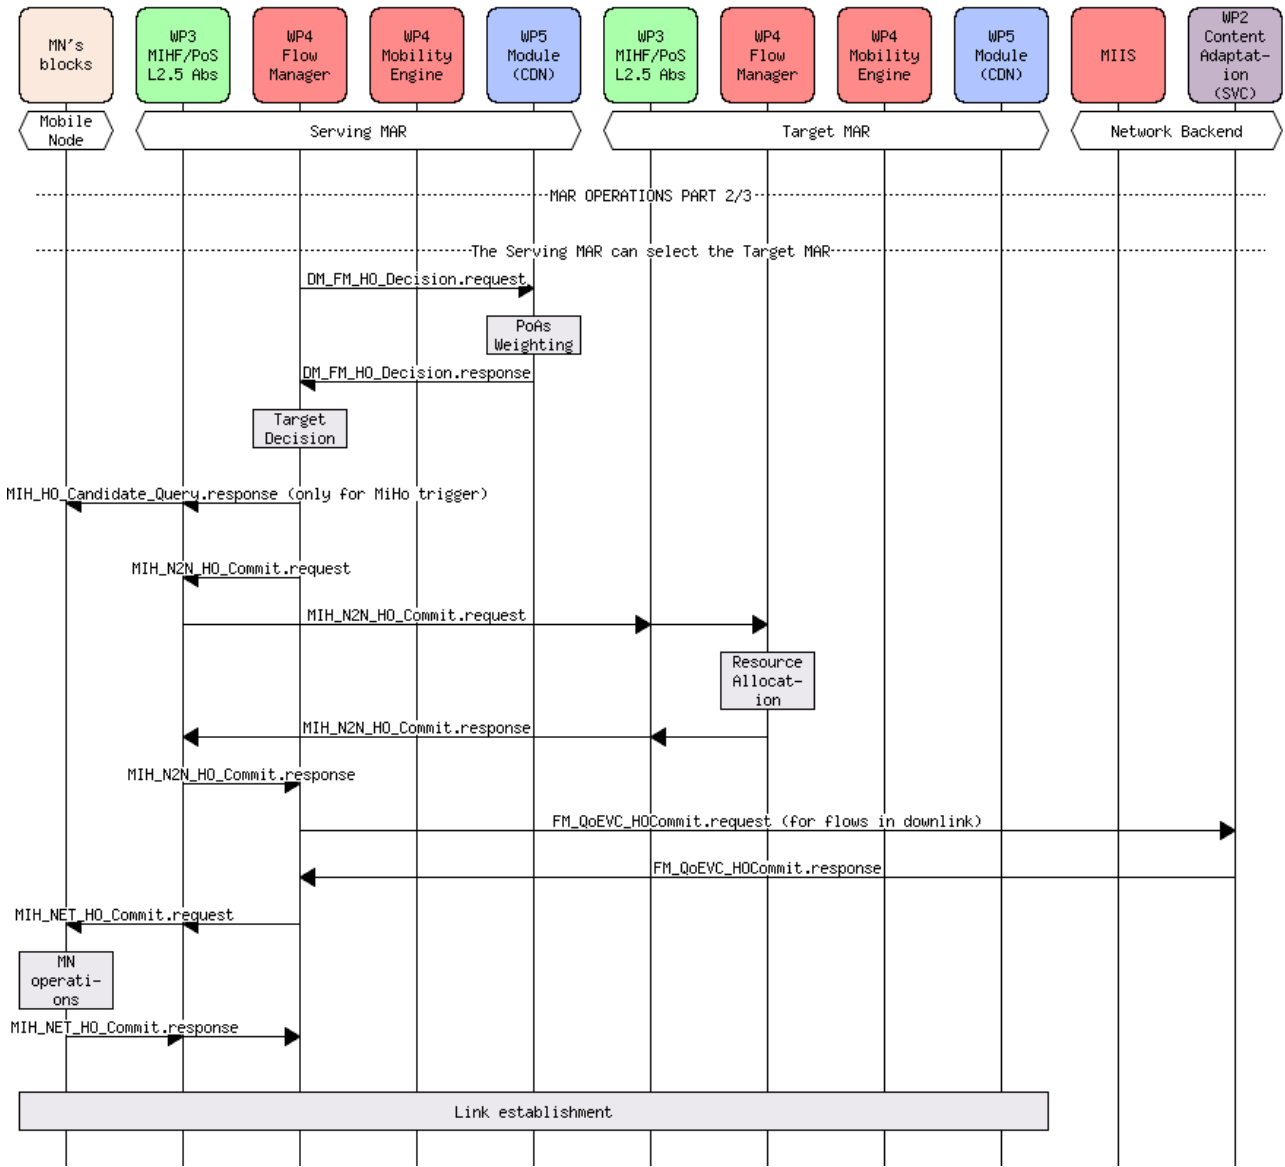 MN's
blocks
WP3
MIHF/PoS
L2.5 Abs
WP4
Flow
Manager
WP4
Mobility
Engine
WP5
Module
(CDN)
WP3
MIHF/PoS
L2.5 Abs
WP4
Flow
Manager
WP4
Mobility
Engine
WP5
Module
(CDN)
MIIS
WP2
Content
Adaptat-
ion
(SVC)
Mobile
Node
Serving MAR
Target MAR
Network Backend
MAR OPERATIONS PART 2/3
The Serving MAR can select the Target MAR
DM_FM_HO_Decision.request
PoAs
Weighting
DM_FM_HO_Decision.response
Target
Decision
MIH_HO_Candidate_Query.response (only for MiHo trigger)
MIH_N2N_HO_Commit.request
MIH_N2N_HO_Commit.request
Resource
Allocat-
ion
MIH_N2N_HO_Commit.response
MIH_N2N_HO_Commit.response
FM_QoEVC_HOCommit.request (for flows in downlink)
FM_QoEVC_HOCommit.response
MIH_NET_HO_Commit.request
MN
operati-
ons
MIH_NET_HO_Commit.response
Link establishment